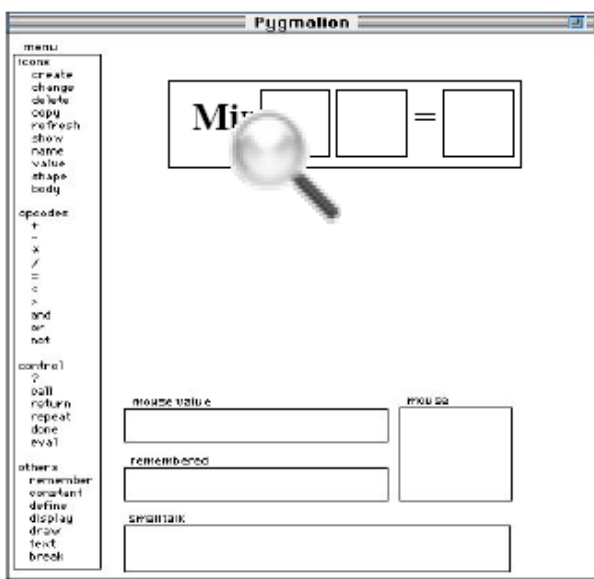 Pygmalion
menu
icons
create
change
delete
copy
refresh
show
name
value
shape
body
opcodes
+
-
*
/
=
<
>
and
or
not
control
?
call
return
repeat
done
eval
others
remember
constant
define
display
draw
text
break
=
mouse value
mouse
remembered
smalltalk